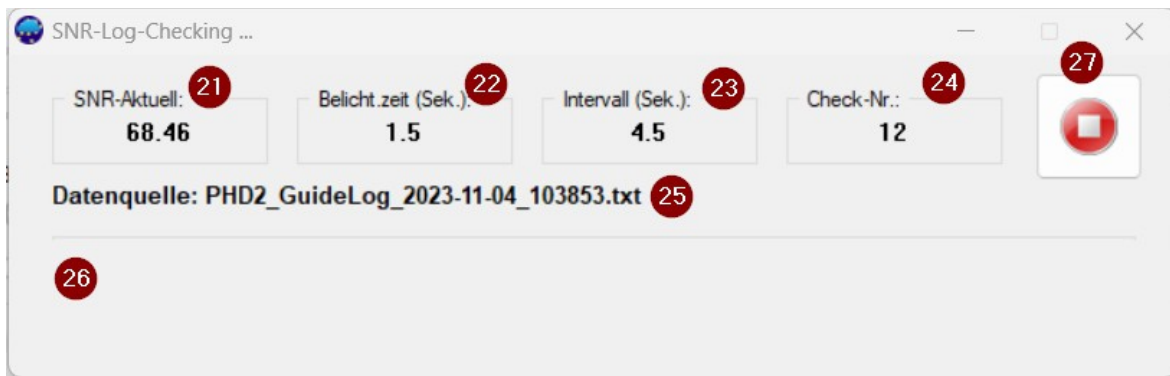 SNR-Log-Checking ...
27
SNR-Aktuell: 21 Belicht.zeit (Sek.): 22 Intervall (Sek.): 23 Check-Nr.: 24
68.46 1.5 4.5 12
Datenquelle: PHD2_GuideLog_2023-11-04_103853.txt 25
26